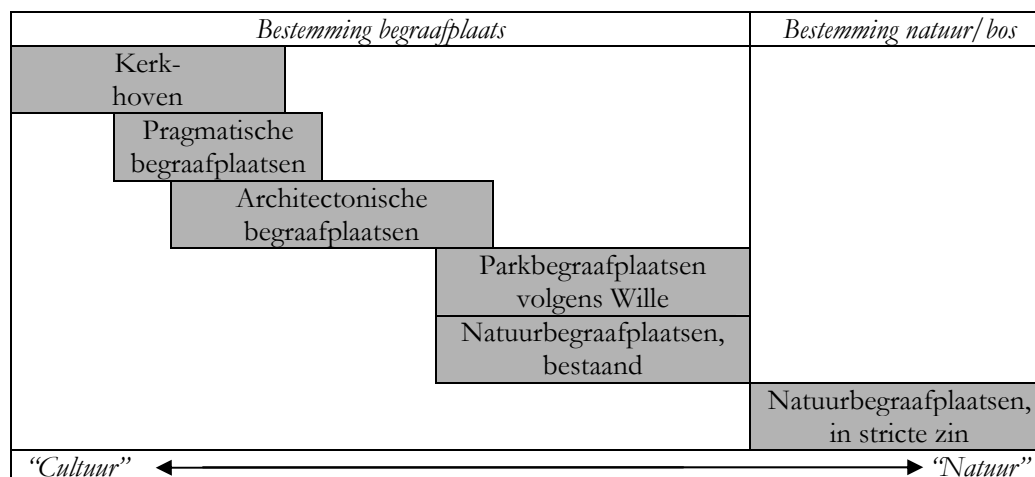 Bestemming begraafplaats
Bestemming natuur/bos
Kerk-
hoven
Pragmatische
begraafplaatsen
Architectonische
begraafplaatsen
Parkbegraafplaatsen
volgens Wille
Natuurbegraafplaatsen,
bestaand
Natuurbegraafplaatsen,
in stricte zin
“Cultuur”
“Natuur”